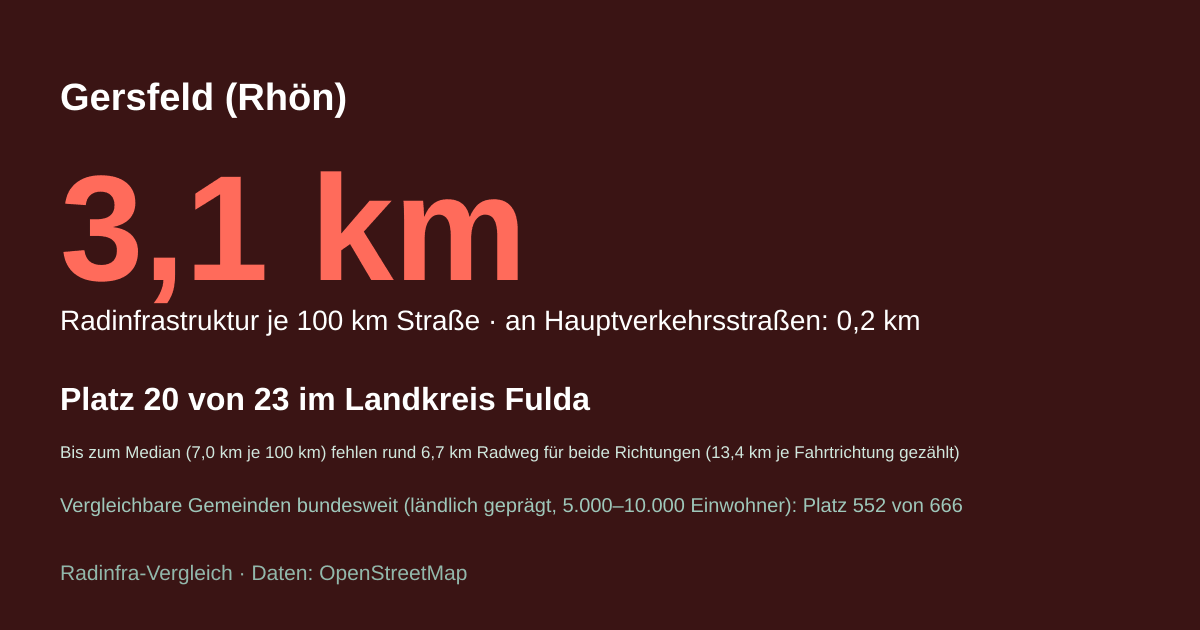 Gersfeld (Rhön)
3,1 km
Radinfrastruktur je 100 km Straße · an Hauptverkehrsstraßen: 0,2 km
Platz 20 von 23 im Landkreis Fulda
Bis zum Median (7,0 km je 100 km) fehlen rund 6,7 km Radweg für beide Richtungen (13,4 km je Fahrtrichtung gezählt)
Vergleichbare Gemeinden bundesweit (ländlich geprägt, 5.000–10.000 Einwohner): Platz 552 von 666
Radinfra-Vergleich · Daten: OpenStreetMap